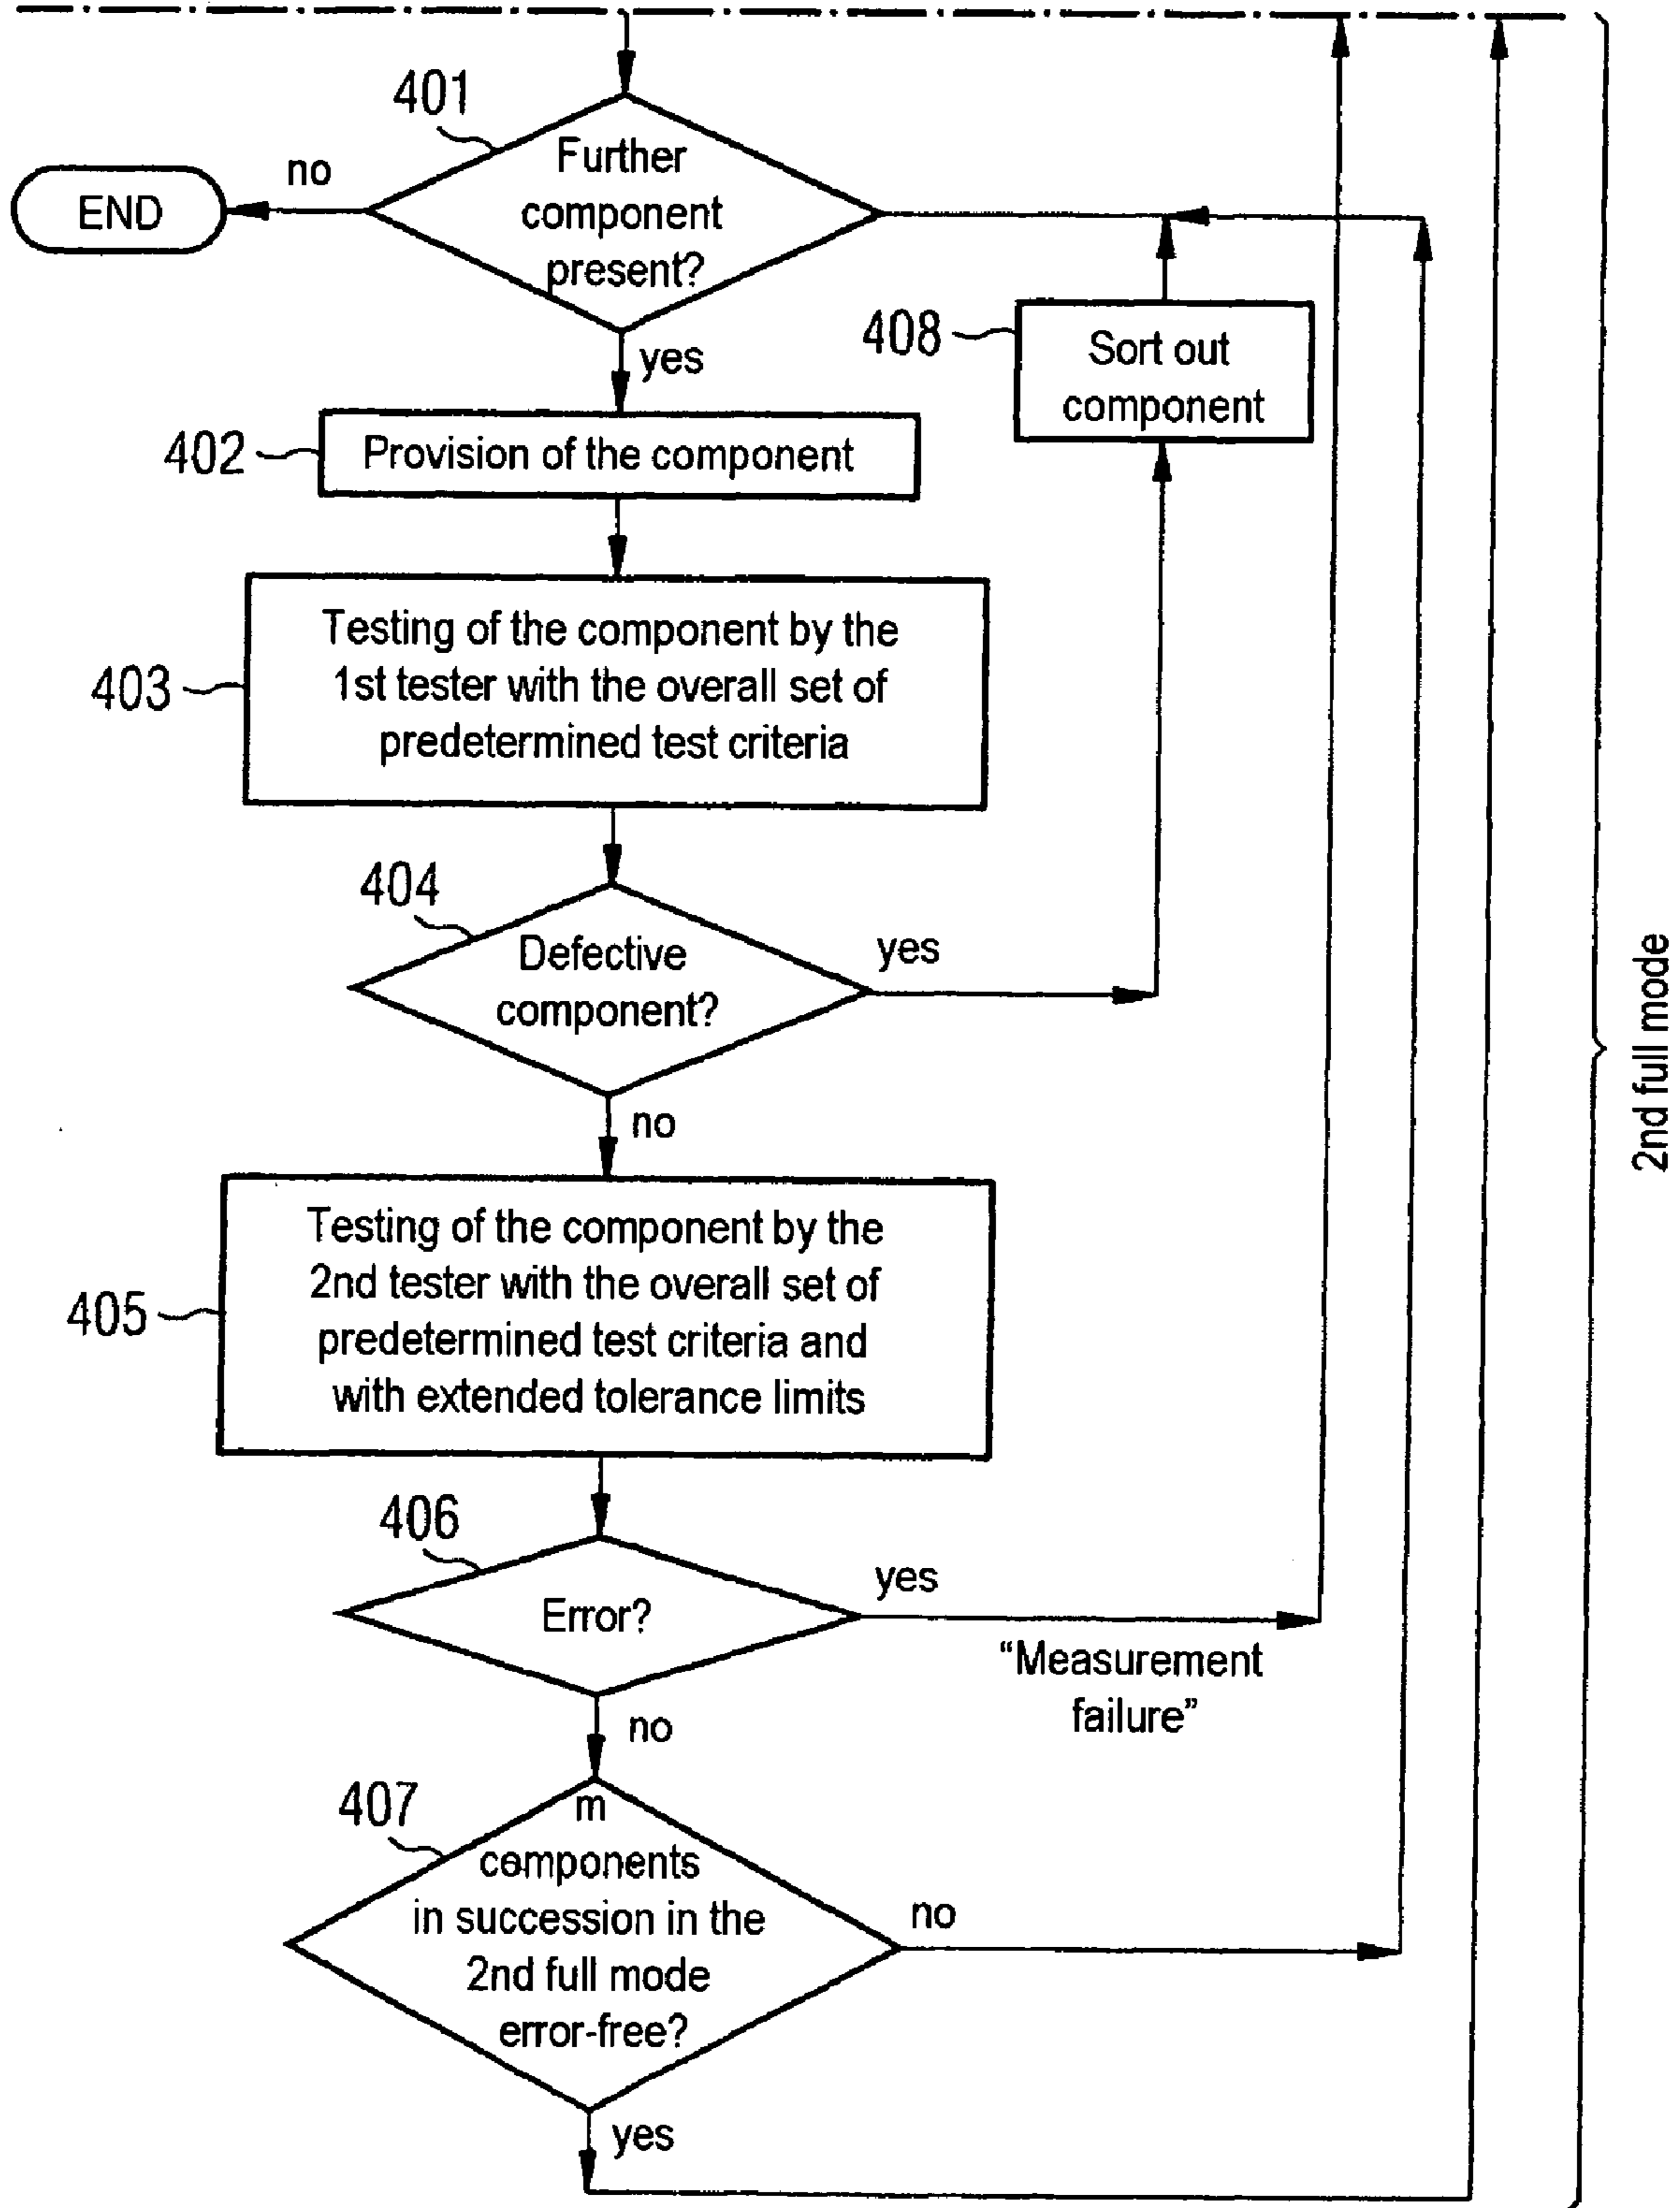 401
Further
component
present?
no
END
yes
408
Sort out
component
402
Provision of the component
403
Testing of the component by the
1st tester with the overall set of
predetermined test criteria
404
Defective
component?
yes
no
405
Testing of the component by the
2nd tester with the overall set of
predetermined test criteria and
with extended tolerance limits
406
Error?
yes
“Measurement
failure”
no
407
m
components
in succession in the
2nd full mode
error-free?
no
yes
2nd full mode